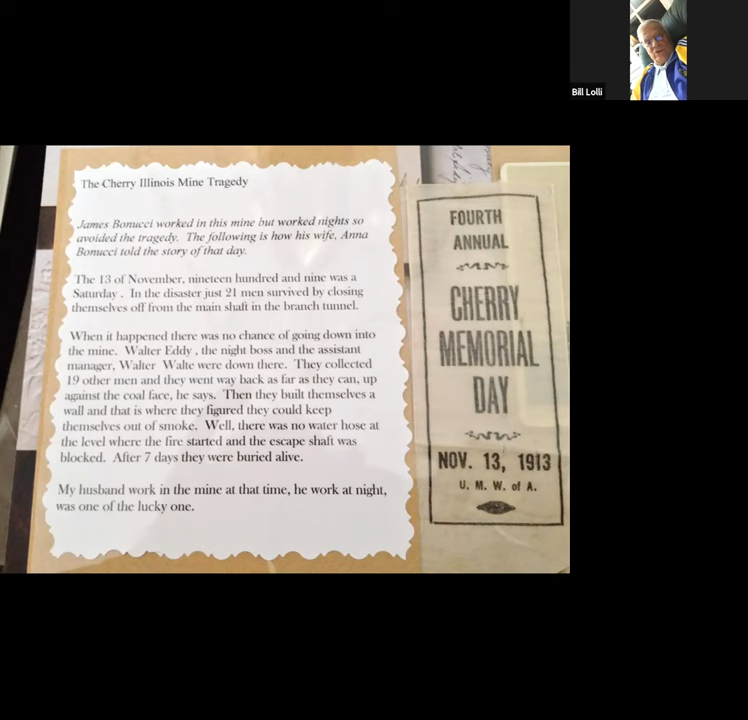 Bill Lolli
The Cherry Illinois Mine Tragedy
James Bonucci worked in this mine but worked nights so
avoided the tragedy. The following is how his wife, Anna
Bonucci told the story of that day.
The 13 of November, nineteen hundred and nine was a
Saturday . In the disaster just 21 men survived by closing
themselves off from the main shaft in the branch tunnel.
When it happened there was no chance of going down into
the mine. Walter Eddy , the night boss and the assistant
manager, Walter Walte were down there. They collected
19 other men and they went way back as far as they can, up
against the coal face, he says. Then they built themselves a
wall and that is where they figured they could keep
themselves out of smoke. Well, there was no water hose at
the level where the fire started and the escape shaft was
blocked. After 7 days they were buried alive.
My husband work in the mine at that time, he work at night,
was one of the lucky one.
FOURTH
ANNUAL
CHERRY
MEMORIAL
DAY
NOV. 13, 1913
U. M. W. of A.